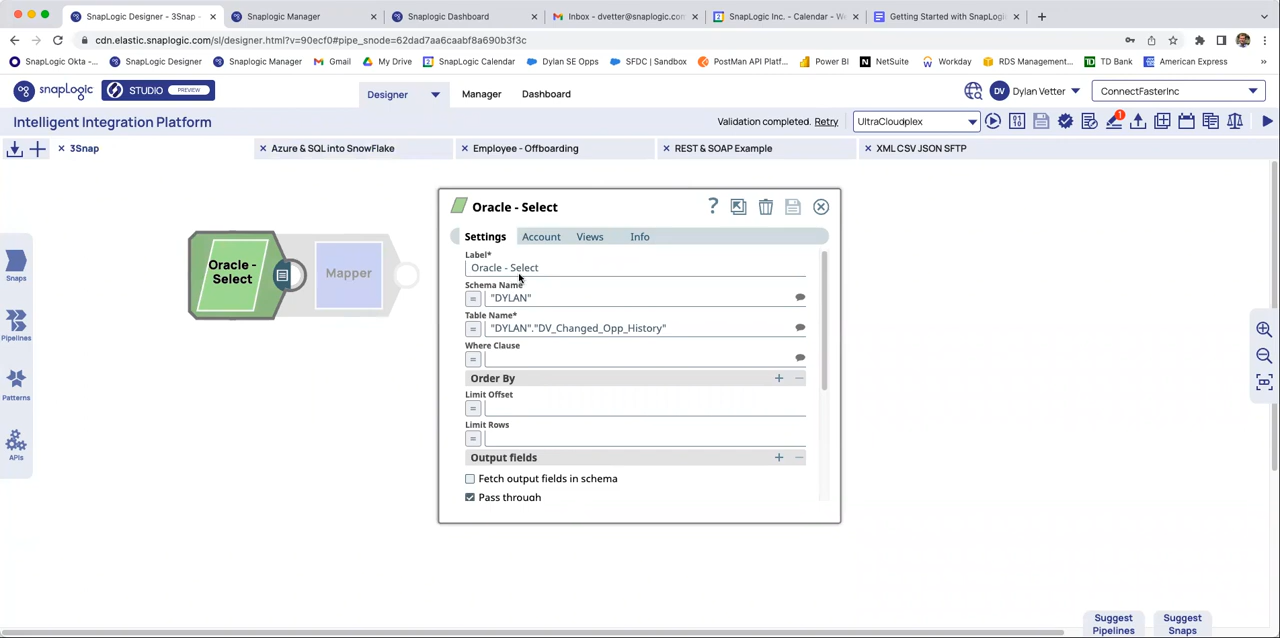 SnapLogic Designer - 3Snap -
Snaplogic Manager
Snaplogic Dashboard
Inbox - dvetter@snaplogic.com
SnapLogic Inc. - Calendar - We
Getting Started with SnapLogi
cdn.elastic.snaplogic.com/sl/designer.html?v=90ecf0#pipe_snode=62dad7aa6caabf8a690b3f3c
SnapLogic Okta -...
SnapLogic Designer
Snaplogic Manager
Gmail
My Drive
SnapLogic Calendar
Dylan SE Opps
SFDC | Sandbox
PostMan API Platf...
Power BI
NetSuite
Workday
RDS Management...
TD Bank
American Express
snapLogic
STUDIO PREVIEW
Designer
Manager
Dashboard
DV
Dylan Vetter
ConnectFasterInc
Intelligent Integration Platform
Validation completed. Retry
UltraCloudplex
1
3Snap
Azure & SQL into SnowFlake
Employee - Offboarding
REST & SOAP Example
XML CSV JSON SFTP
Snaps
Pipelines
Patterns
APIs
Oracle -
Select
Mapper
Oracle - Select
?
Settings
Account
Views
Info
Label*
Oracle - Select
Schema Name
= "DYLAN"
Table Name*
= "DYLAN"."DV_Changed_Opp_History"
Where Clause
=
Order By
Limit Offset
=
Limit Rows
=
Output fields
Fetch output fields in schema
Pass through
Suggest
Pipelines
Suggest
Snaps